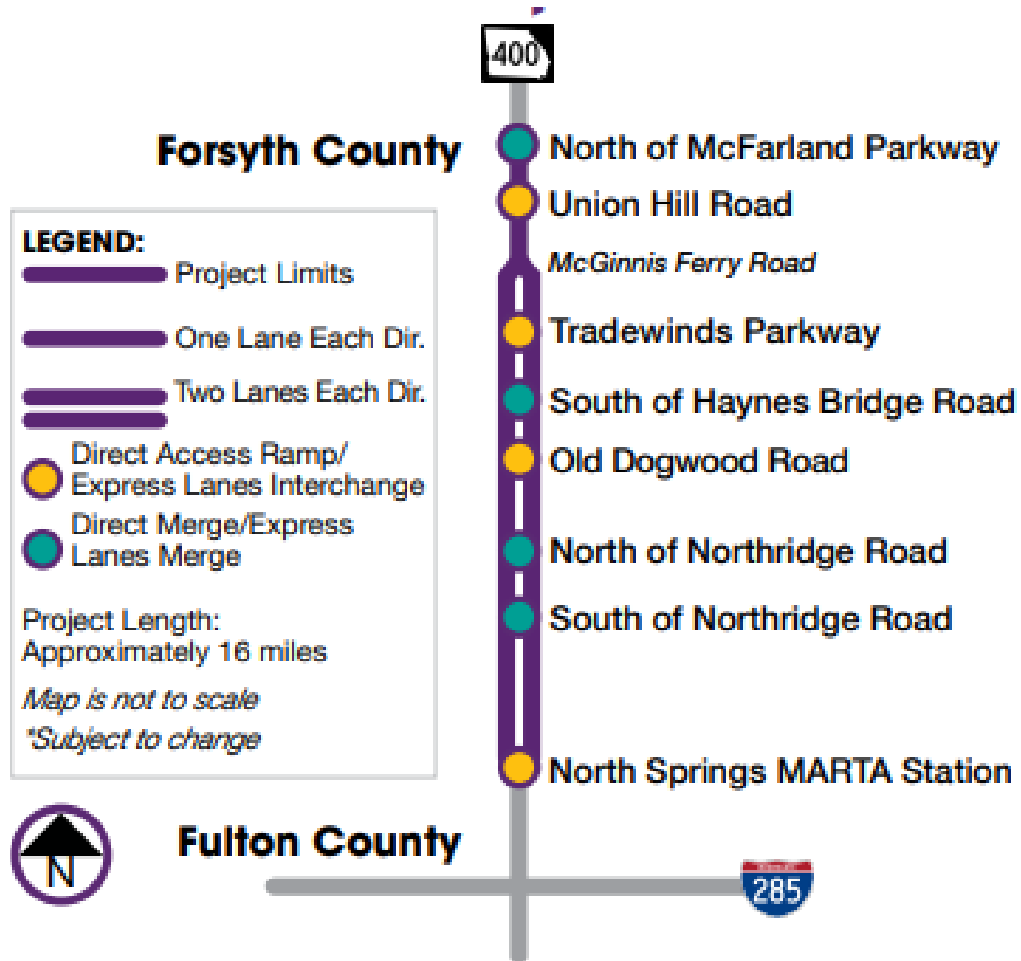 400
Forsyth County
North of McFarland Parkway
Union Hill Road
McGinnis Ferry Road
Tradewinds Parkway
South of Haynes Bridge Road
Old Dogwood Road
North of Northridge Road
South of Northridge Road
North Springs MARTA Station
LEGEND:
Project Limits
One Lane Each Dir.
Two Lanes Each Dir.
Direct Access Ramp/
Express Lanes Interchange
Direct Merge/Express
Lanes Merge
Project Length:
Approximately 16 miles
Map is not to scale
*Subject to change
N
Fulton County
285